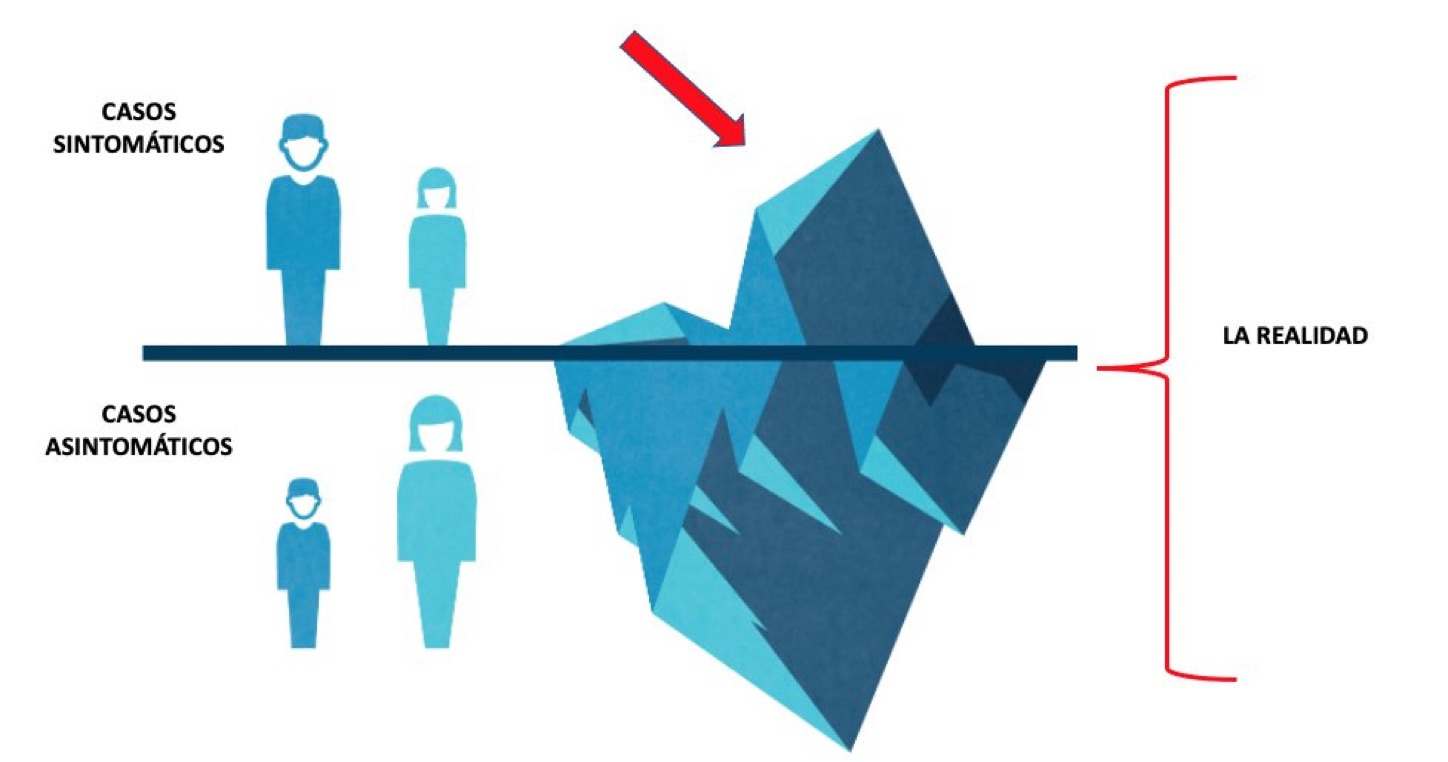 CASOS
SINTOMÁTICOS
LA REALIDAD
CASOS
ASINTOMÁTICOS